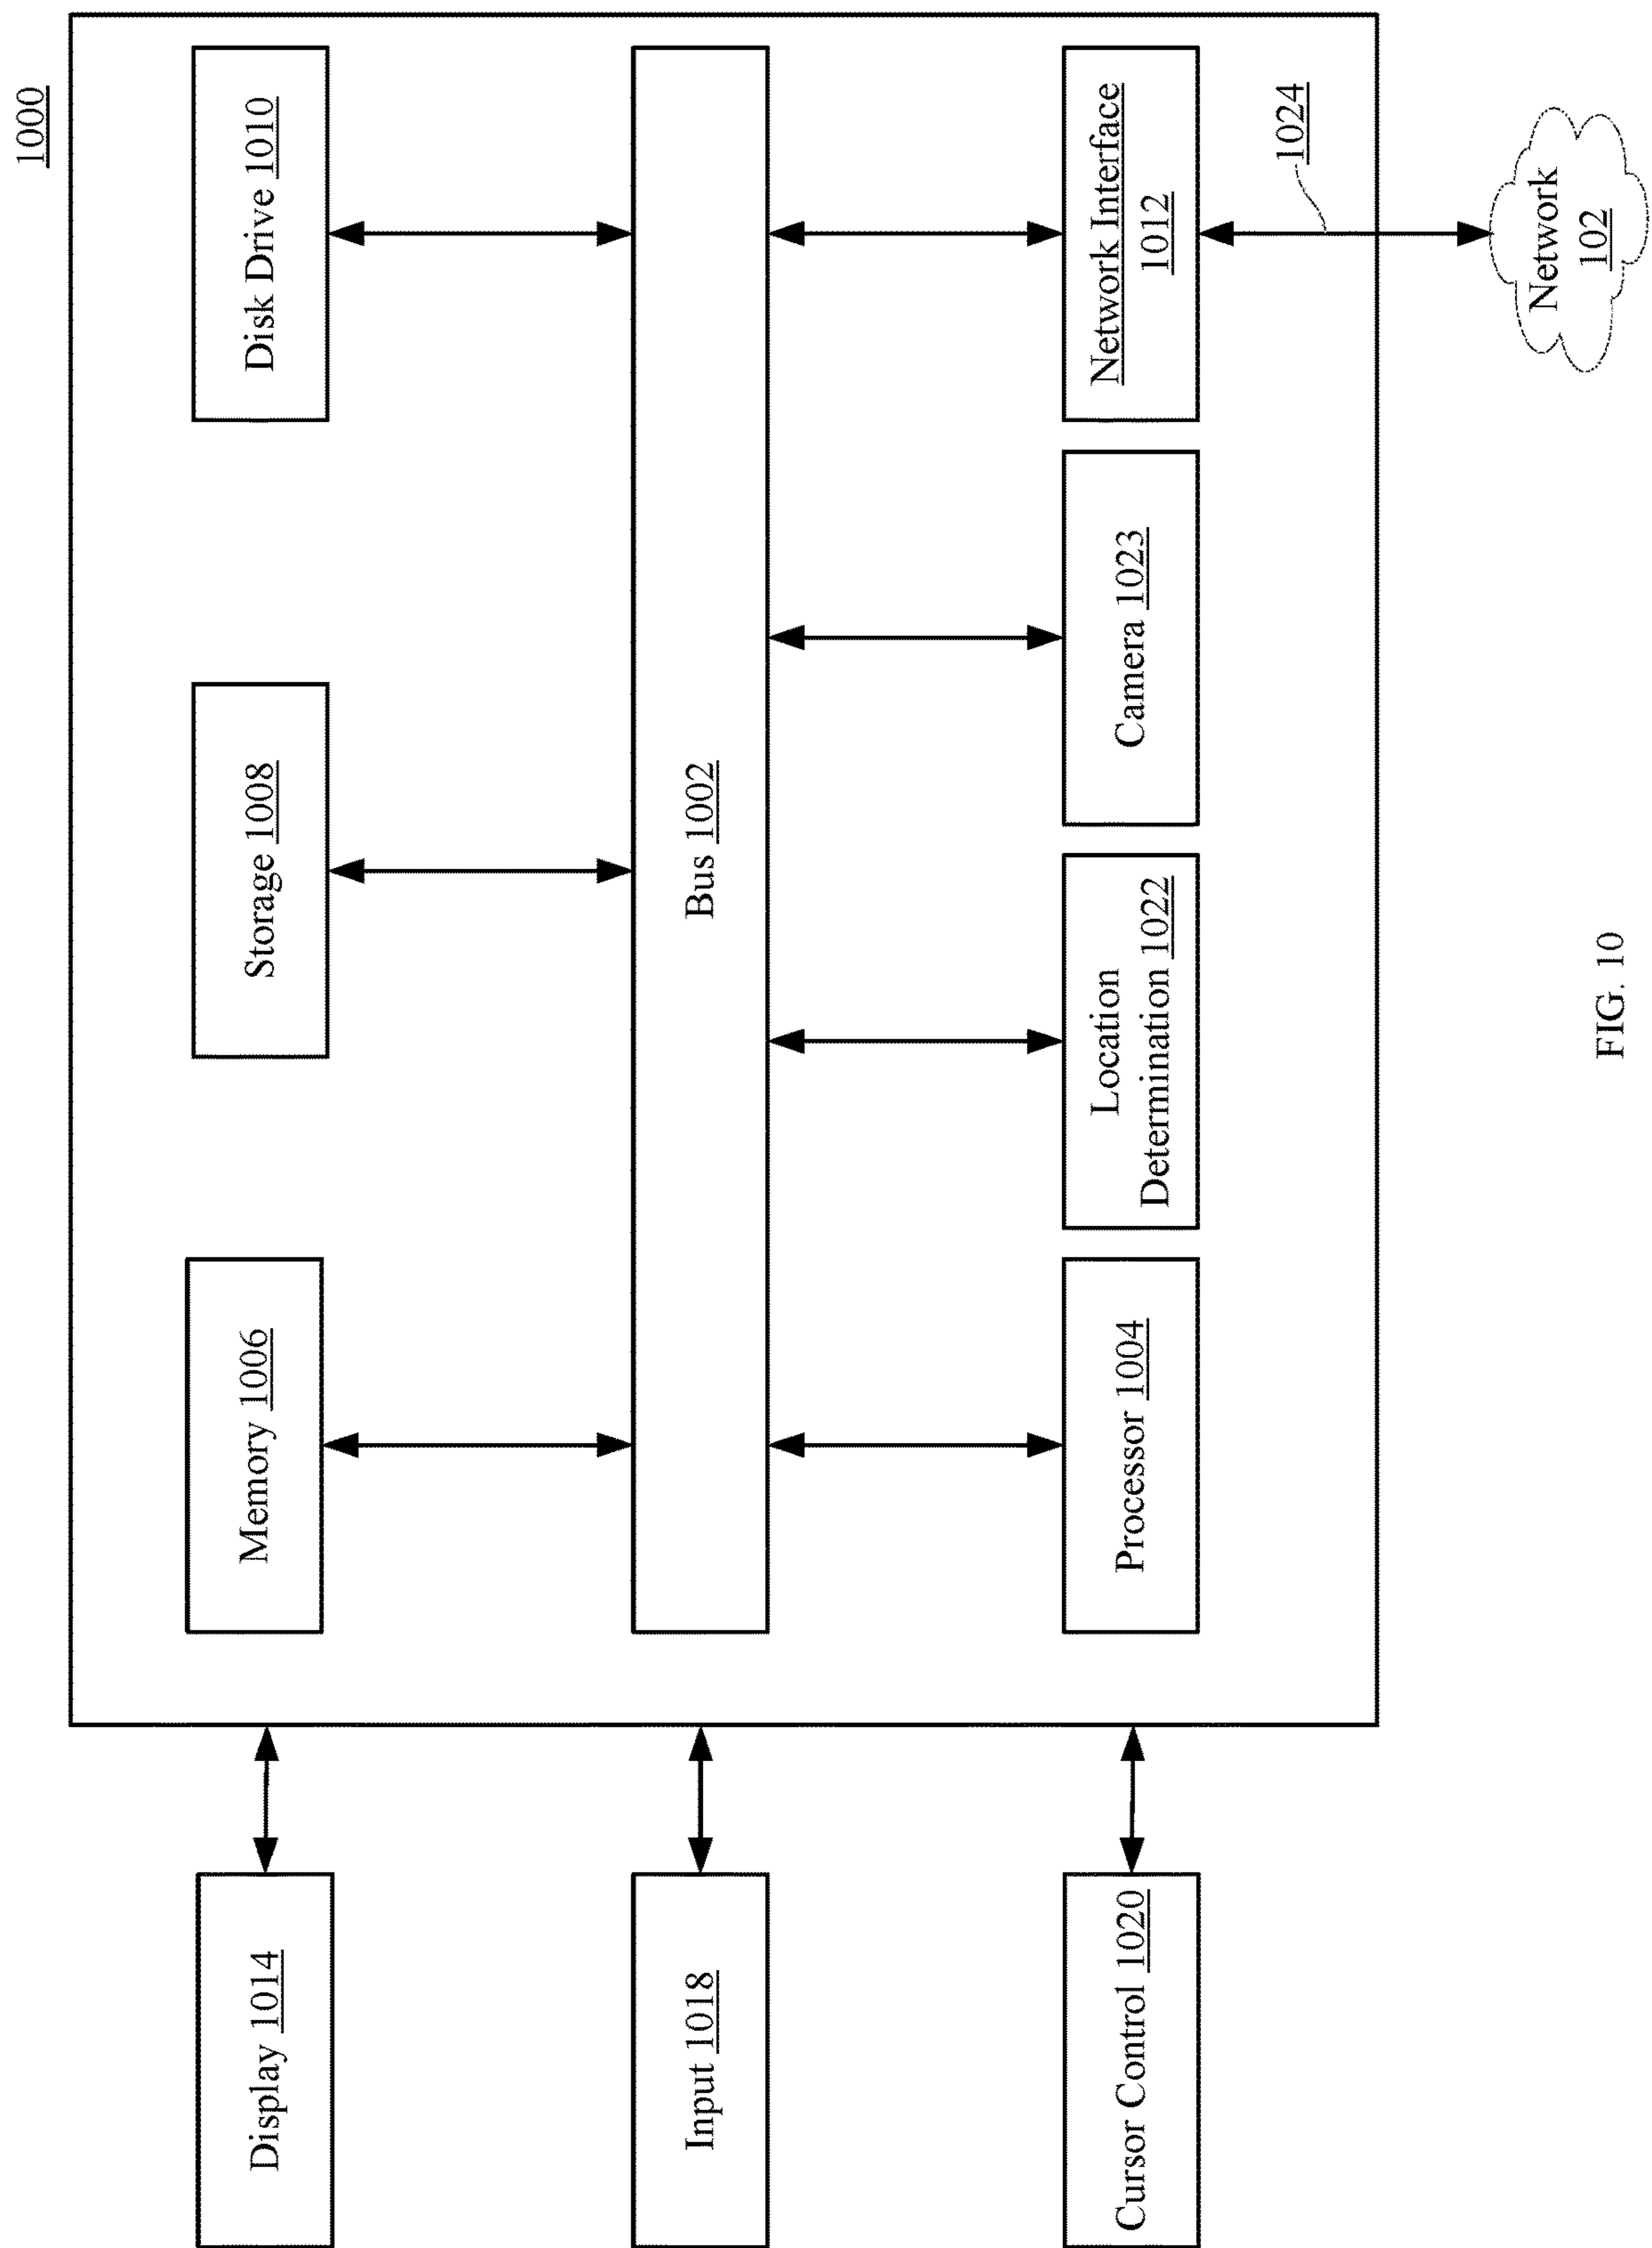 1000
Display 1014
Memory 1006
Storage 1008
Disk Drive 1010
Input 1018
Bus 1002
Cursor Control 1020
Processor 1004
Location
Determination 1022
Camera 1023
Network Interface
1012
1024
Network
102
FIG. 10